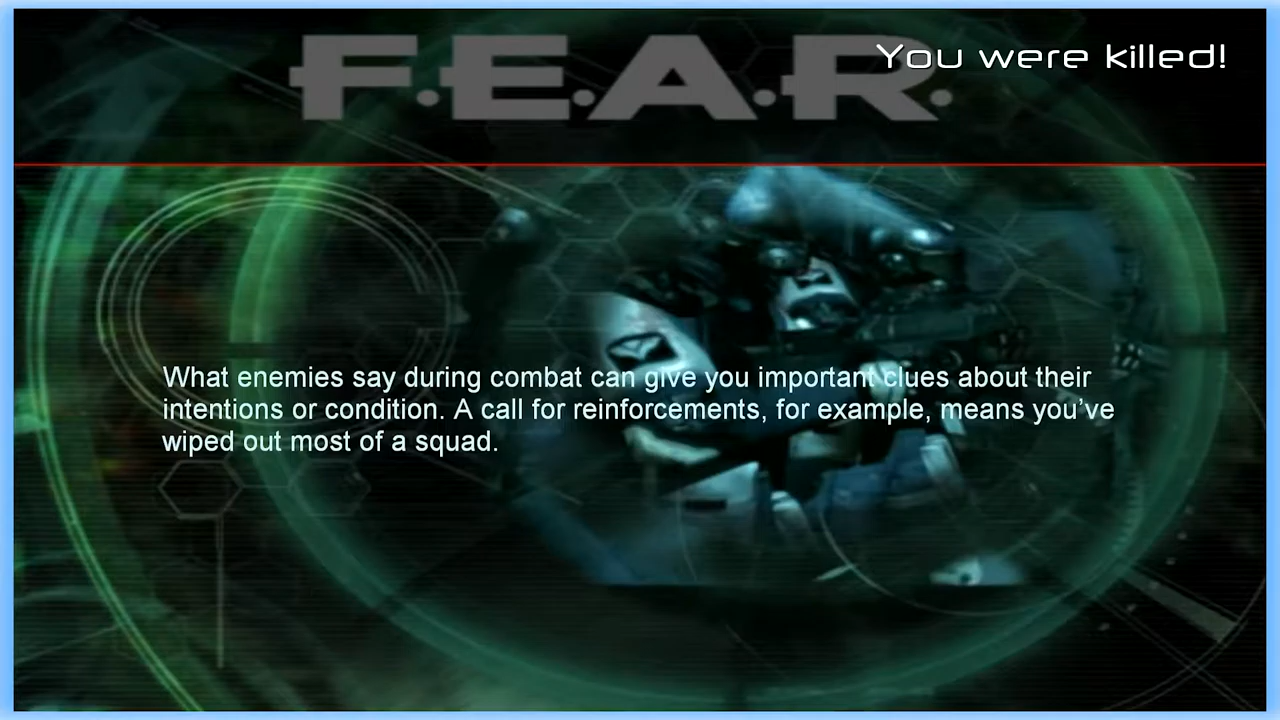 F.E.A.R.
You were killed!
What enemies say during combat can give you important clues about their
intentions or condition. A call for reinforcements, for example, means you've
wiped out most of a squad.